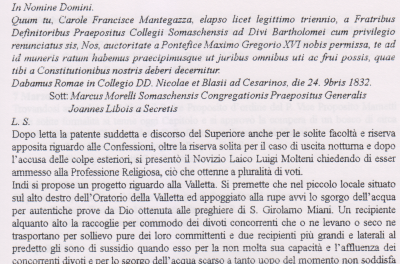 In Nomine Domini.
Quum tu, Carole Francisce Mantegazza, elapso licet legittimo triennio, a Fratribus
Definitoribus Praepositus Collegii Somaschensis ad Divi Bartholomei cum privilegio
renunciatus sis, Nos, auctoritate a Pontefice Maximo Gregorio XVI nobis permissa, te ad
id muneris ratum habemus praecipimusque ut juribus omnibus uti ac frui possis, quae
tibi a Constitutionibus nostris deberi decernitur.
Dabamus Romae in Collegio DD. Nicolae et Blasii ad Cesarinos, die 24. 9bris 1832.
Sott: Marcus Morelli Somaschensis Congregationis Praepositus Generalis
Joannes Libois a Secretis
L. S.
Dopo letta la patente suddetta e discorso del Superiore anche per le solite facoltè e riserva
apposita riguardo alle Confessioni, oltre la riserva solita per il caso di uscita notturna e dopo
l'accusa delle colpe esteriori, si presentò il Novizio Laico Luigi Molteni chiedendo di esser
ammesso alla Professione Religiosa, ciò che ottenne a pluralità di voti.
Indi si propose un progetto riguardo alla Valletta. Si premette che nel piccolo locale situato
sul alto destro dell'Oratorio della Valletta ed appoggiato alla rupe avvi lo sgorgo dell'acqua
per autentiche prove da Dio ottenuta alle preghiere di S. Girolamo Miani. Un recipiente
alquanto alto la raccoglie per commodo dei divoti concorrenti che o ne levano o seco ne
trasportano per sollievo pure dei loro committenti e due recipienti più grandi e laterali al
predetto gli sono di sussidio quando esso per la non molta sua capacità e l'affluenza dei
concorrenti divoti e per lo sgorgo dell'acqua scarso a tanto uopo del momento non soddisfa